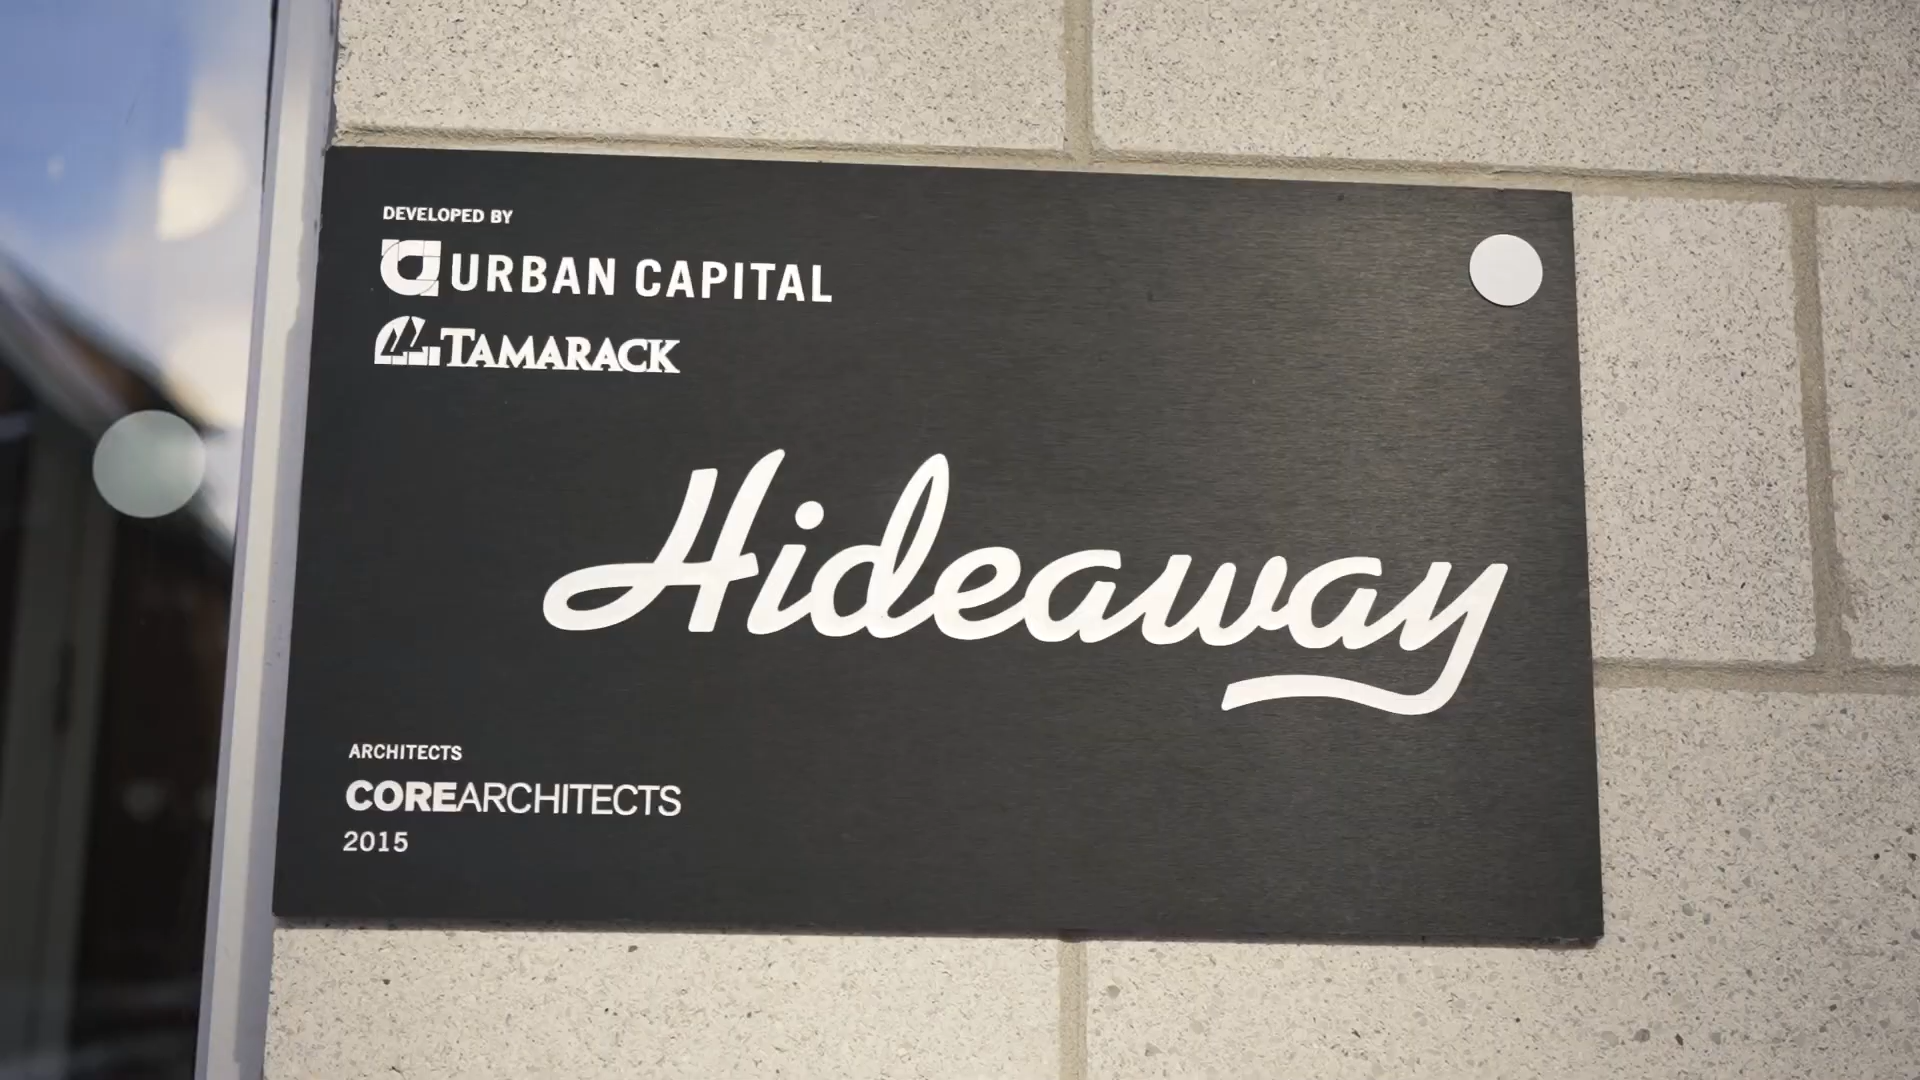 DEVELOPED BY
URBAN CAPITAL
TAMARACK
Hideaway
ARCHITECTS
COREARCHITECTS
2015